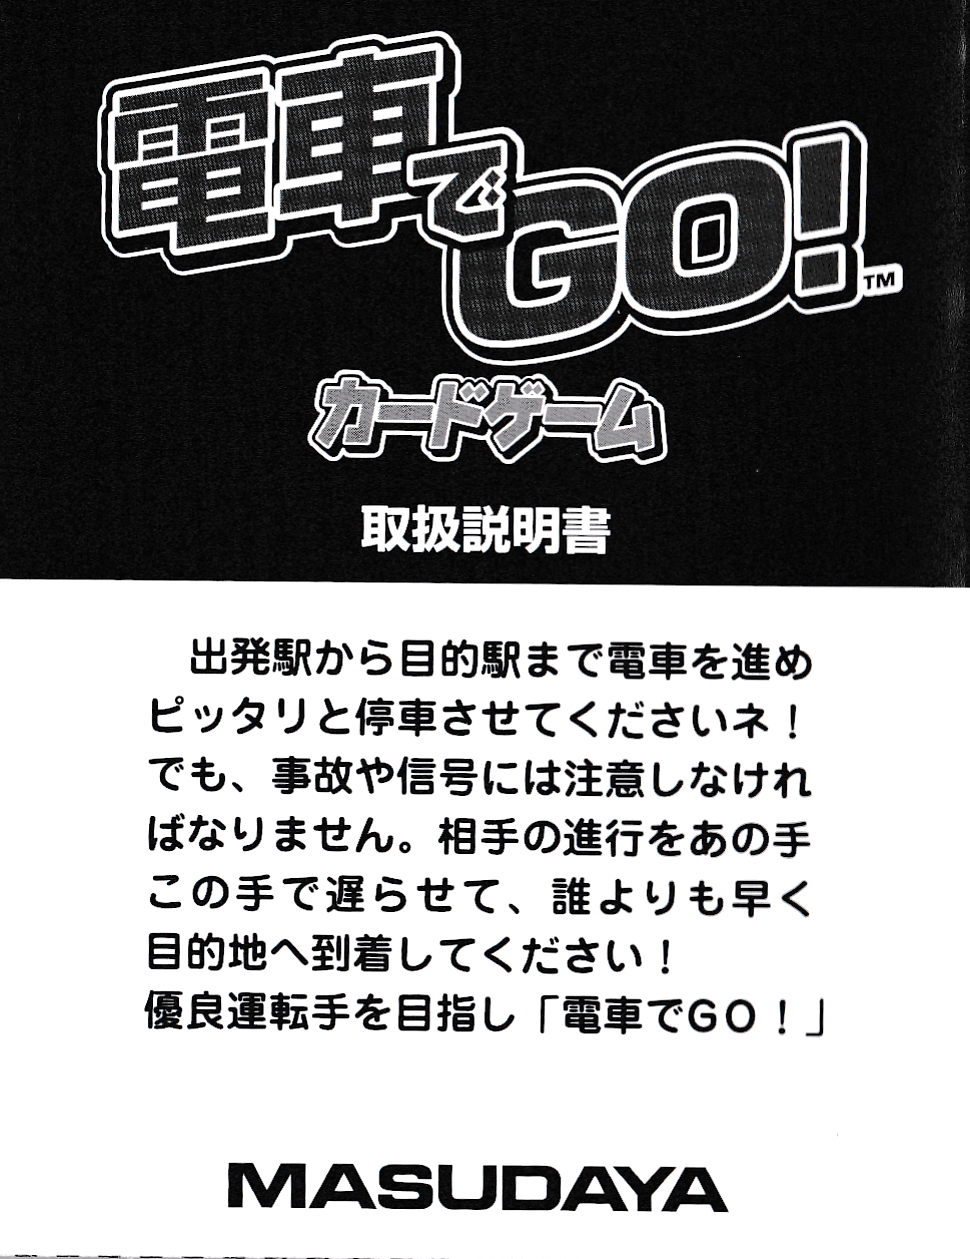 電車でGO!™
カードゲーム
取扱説明書
出発駅から目的駅まで電車を進め
ピッタリと停車させてくださいネ！
でも、事故や信号には注意しなけれ
ばなりません。相手の進行をあの手
この手で遅らせて、誰よりも早く
目的地へ到着してください！
優良運転手を目指し「電車でGO！」
MASUDAYA